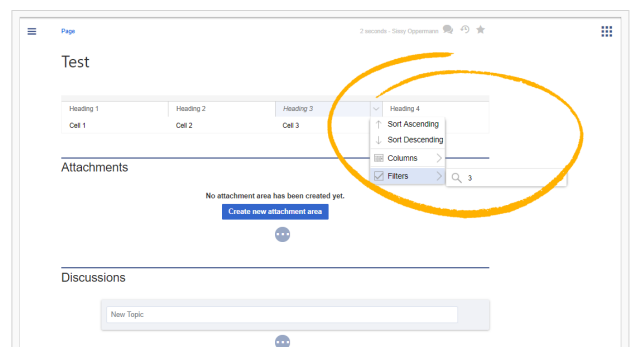 Page
2 seconds - Sissy Oppermann
Test
Heading 1 Heading 2 Heading 3 Heading 4
Cell 1 Cell 2 Cell 3
Sort Ascending
Sort Descending
Columns
Filters
3
Attachments
No attachment area has been created yet.
Create new attachment area
Discussions
New Topic